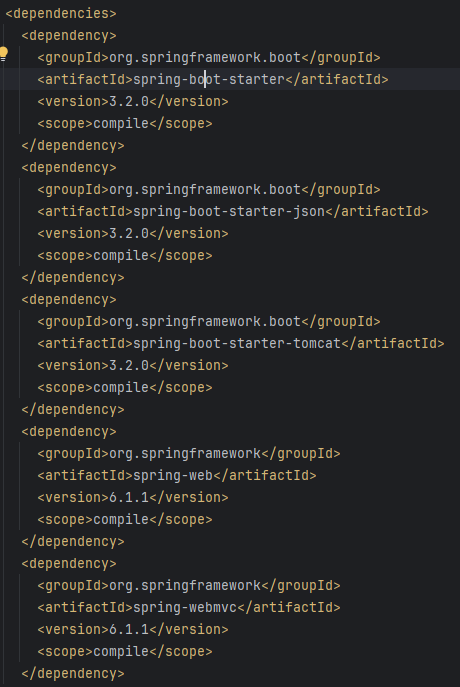 <dependencies>
<dependency>
<groupId>org.springframework.boot</groupId>
<artifactId>spring-boot-starter</artifactId>
<version>3.2.0</version>
<scope>compile</scope>
</dependency>
<dependency>
<groupId>org.springframework.boot</groupId>
<artifactId>spring-boot-starter-json</artifactId>
<version>3.2.0</version>
<scope>compile</scope>
</dependency>
<dependency>
<groupId>org.springframework.boot</groupId>
<artifactId>spring-boot-starter-tomcat</artifactId>
<version>3.2.0</version>
<scope>compile</scope>
</dependency>
<dependency>
<groupId>org.springframework</groupId>
<artifactId>spring-web</artifactId>
<version>6.1.1</version>
<scope>compile</scope>
</dependency>
<dependency>
<groupId>org.springframework</groupId>
<artifactId>spring-webmvc</artifactId>
<version>6.1.1</version>
<scope>compile</scope>
</dependency>